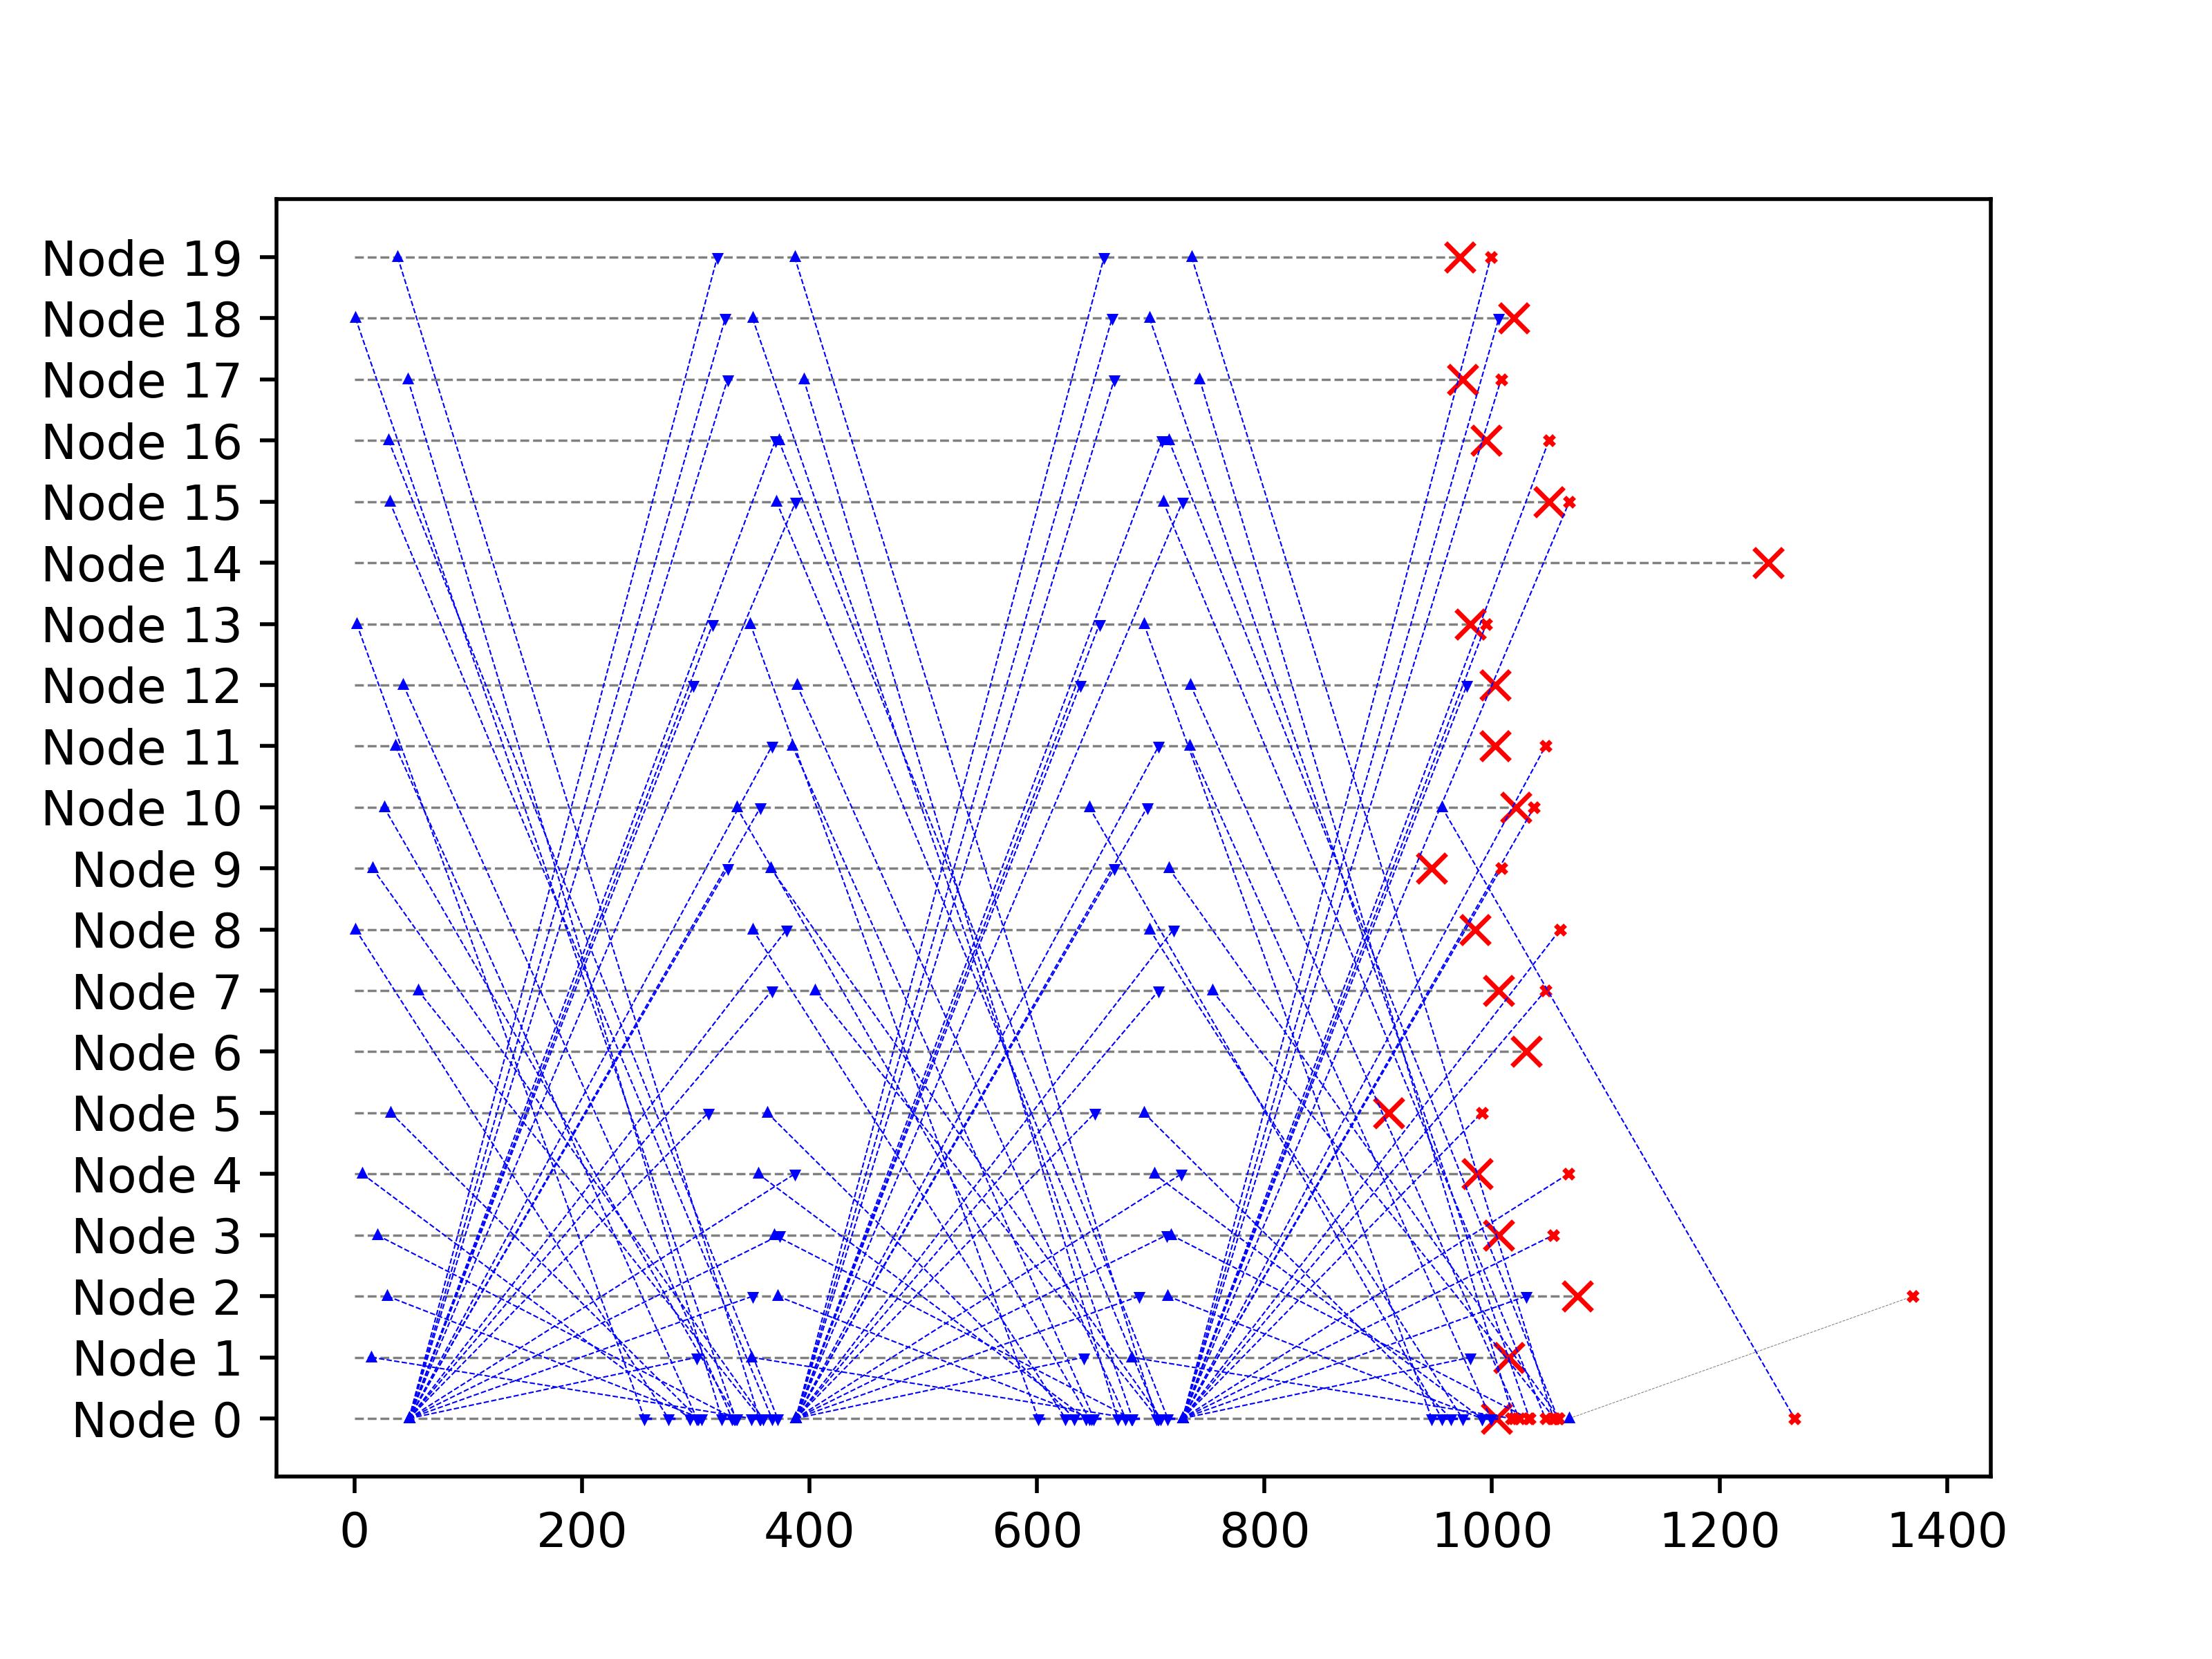 Node 19
Node 18
Node 17
Node 16
Node 15
Node 14
Node 13
Node 12
Node 11
Node 10
Node 9
Node 8
Node 7
Node 6
Node 5
Node 4
Node 3
Node 2
Node 1
Node 0
0 200 400 600 800 1000 1200 1400